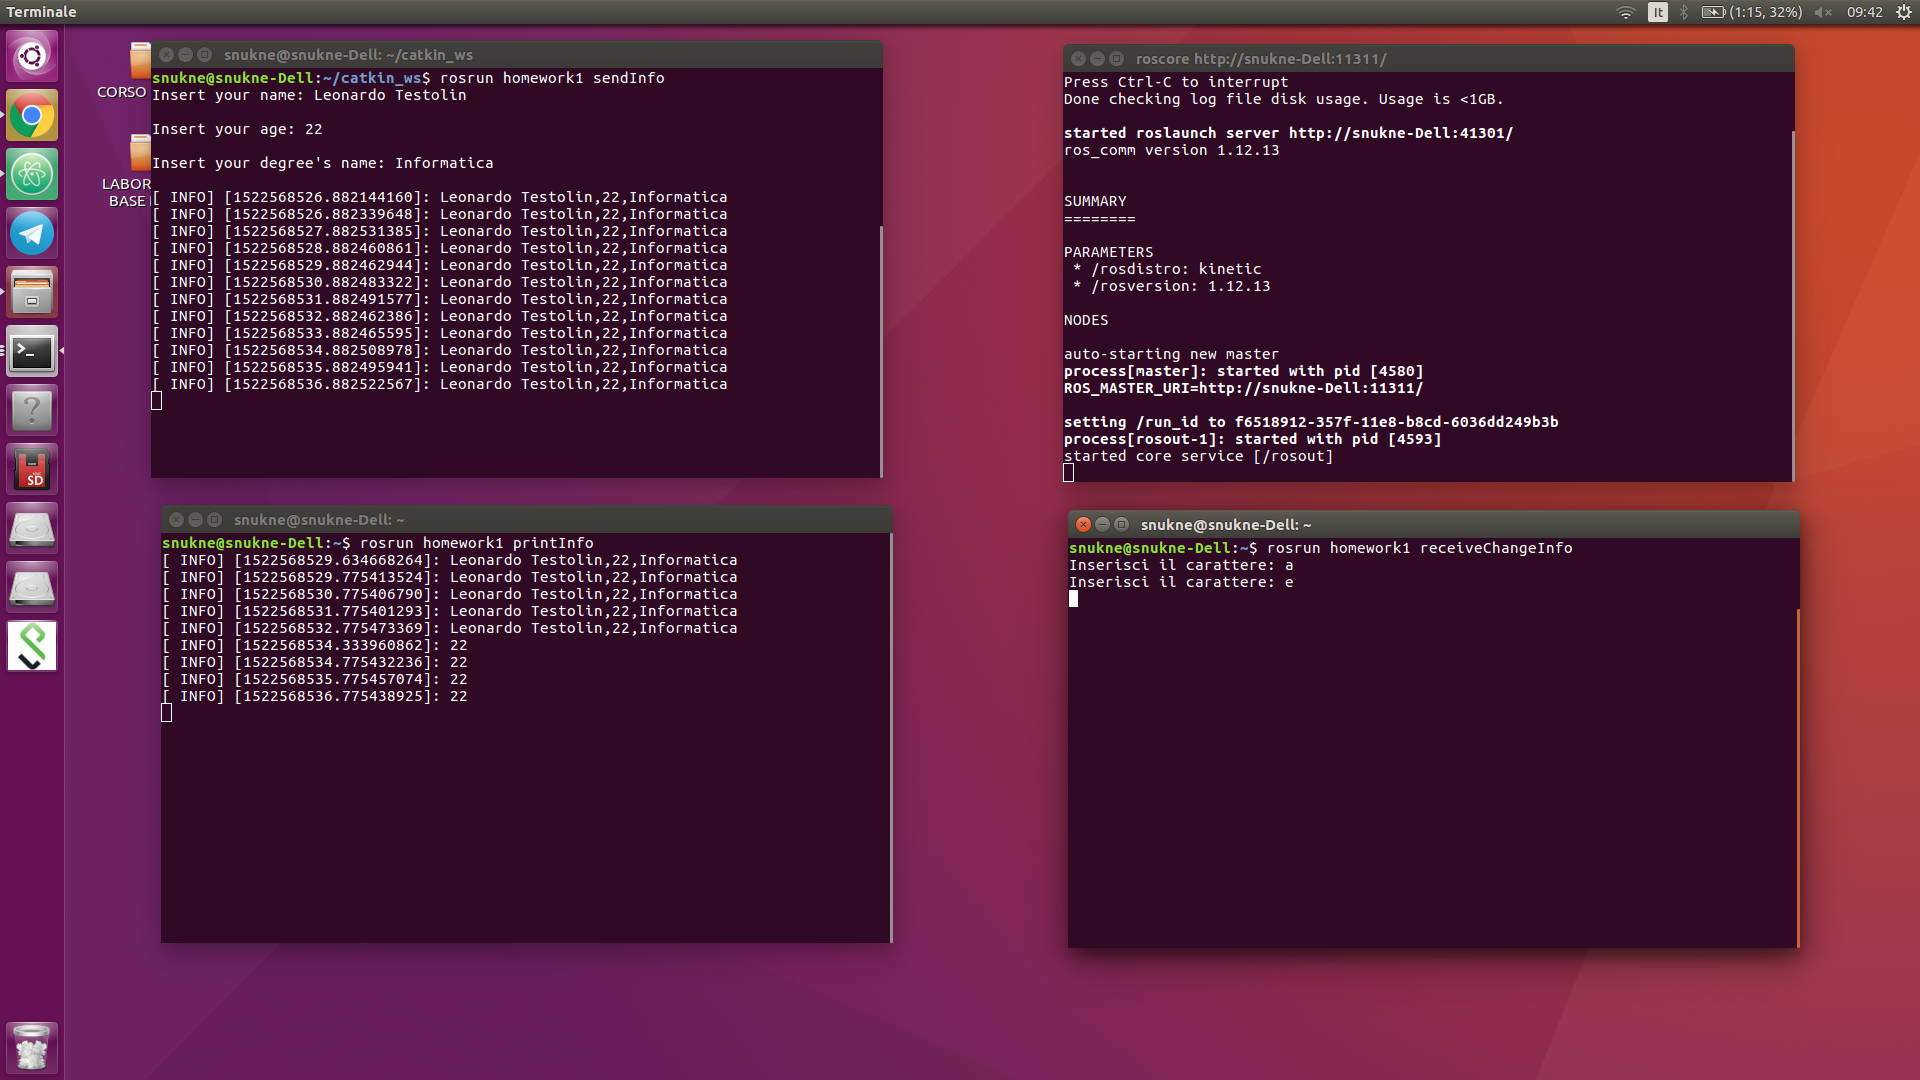 Terminale
It
(1:15, 32%)
09:42
CORSO
LABOR
BASE
snukne@snukne-Dell: ~/catkin_ws
snukne@snukne-Dell:~/catkin_ws$ rosrun homework1 sendInfo
Insert your name: Leonardo Testolin
Insert your age: 22
Insert your degree's name: Informatica
[ INFO] [1522568526.882144160]: Leonardo Testolin,22,Informatica
[ INFO] [1522568526.882339648]: Leonardo Testolin,22,Informatica
[ INFO] [1522568527.882531385]: Leonardo Testolin,22,Informatica
[ INFO] [1522568528.882460861]: Leonardo Testolin,22,Informatica
[ INFO] [1522568529.882462944]: Leonardo Testolin,22,Informatica
[ INFO] [1522568530.882483322]: Leonardo Testolin,22,Informatica
[ INFO] [1522568531.882491577]: Leonardo Testolin,22,Informatica
[ INFO] [1522568532.882462386]: Leonardo Testolin,22,Informatica
[ INFO] [1522568533.882465595]: Leonardo Testolin,22,Informatica
[ INFO] [1522568534.882508978]: Leonardo Testolin,22,Informatica
[ INFO] [1522568535.882495941]: Leonardo Testolin,22,Informatica
[ INFO] [1522568536.882522567]: Leonardo Testolin,22,Informatica
roscore http://snukne-Dell:11311/
Press Ctrl-C to interrupt
Done checking log file disk usage. Usage is <1GB.
started roslaunch server http://snukne-Dell:41301/
ros_comm version 1.12.13
SUMMARY
========
PARAMETERS
* /rosdistro: kinetic
* /rosversion: 1.12.13
NODES
auto-starting new master
process[master]: started with pid [4580]
ROS_MASTER_URI=http://snukne-Dell:11311/
setting /run_id to f6518912-357f-11e8-b8cd-6036dd249b3b
process[rosout-1]: started with pid [4593]
started core service [/rosout]
snukne@snukne-Dell: ~
snukne@snukne-Dell:~$ rosrun homework1 printInfo
[ INFO] [1522568529.634668264]: Leonardo Testolin,22,Informatica
[ INFO] [1522568529.775413524]: Leonardo Testolin,22,Informatica
[ INFO] [1522568530.775406790]: Leonardo Testolin,22,Informatica
[ INFO] [1522568531.775401293]: Leonardo Testolin,22,Informatica
[ INFO] [1522568532.775473369]: Leonardo Testolin,22,Informatica
[ INFO] [1522568534.333960862]: 22
[ INFO] [1522568534.775432236]: 22
[ INFO] [1522568535.775457074]: 22
[ INFO] [1522568536.775438925]: 22
snukne@snukne-Dell: ~
snukne@snukne-Dell:~$ rosrun homework1 receiveChangeInfo
Inserisci il carattere: a
Inserisci il carattere: e
>_
?
SD